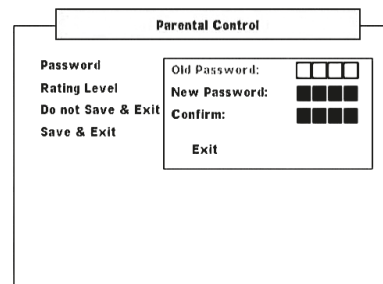 Parental Control
Password
Rating Level
Do not Save & Exit
Save & Exit
Old Password:
New Password:
Confirm:
Exit